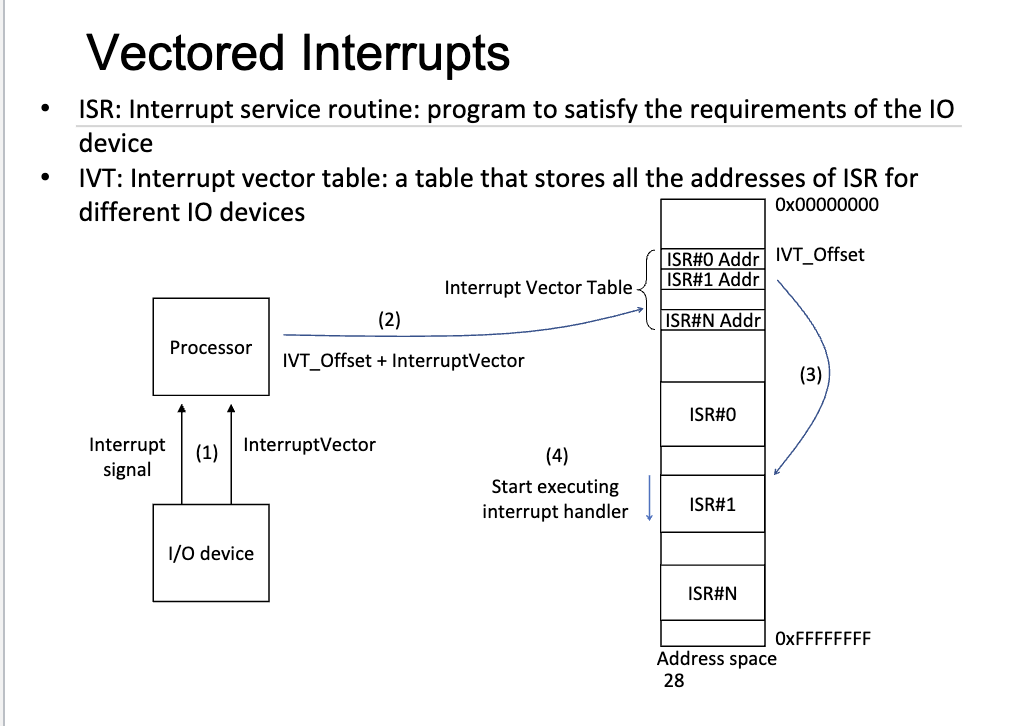 Vectored Interrupts
• ISR: Interrupt service routine: program to satisfy the requirements of the IO
device
• IVT: Interrupt vector table: a table that stores all the addresses of ISR for
different IO devices
0x00000000
ISR#0 Addr
IVT_Offset
ISR#1 Addr
Interrupt Vector Table
ISR#N Addr
(2)
Processor
IVT_Offset + InterruptVector
(3)
ISR#0
Interrupt
signal
(1)
InterruptVector
(4)
Start executing
interrupt handler
ISR#1
I/O device
ISR#N
0xFFFFFFFF
Address space
28